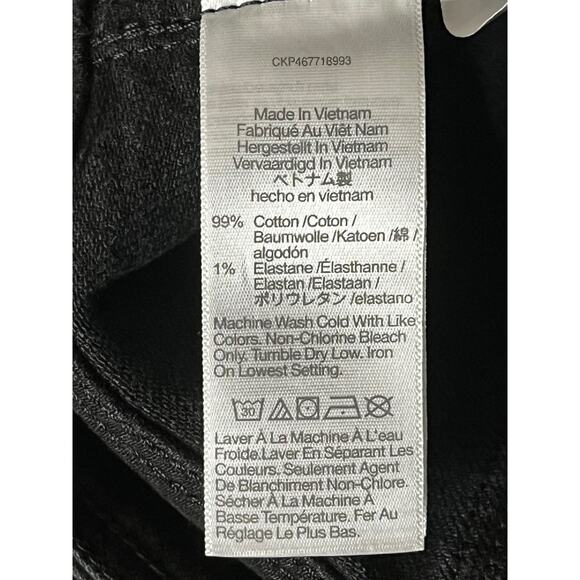 CKP467718993
Made In Vietnam
Fabriqué Au Viêt Nam
Hergestellt In Vietnam
Vervaardigd In Vietnam
ベトナム製
hecho en vietnam
99% Cotton /Coton /
Baumwolle /Katoen /綿 /
algodón
1% Elastane /Élasthanne /
Elastan /Elastaan /
ポリウレタン /elastano
Machine Wash Cold With Like
Colors. Non-Chlorine Bleach
Only. Tumble Dry Low. Iron
On Lowest Setting.
30
Laver À La Machine À L'eau
Froide.Laver En Séparant Les
Couleurs. Seulement Agent
De Blanchiment Non-Chlore.
Sécher À La Machine À
Basse Température. Fer Au
Réglage Le Plus Bas.